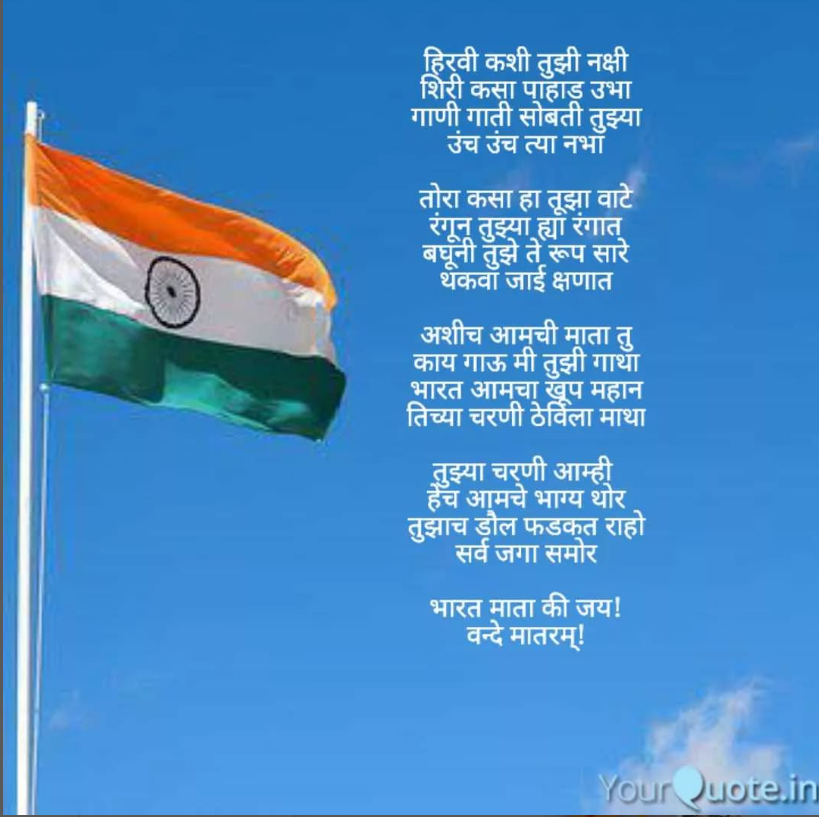 हिरवी कशी तुझी नक्षी
शिरी कसा पाहाड उभा
गाणी गाती सोबती तुझ्या
उंच उंच त्या नभा
तोरा कसा हा तूझा वाटे
रंगून तुझ्या ह्या रंगात
बघूनी तुझे ते रूप सारे
थकवा जाई क्षणात
अशीच आमची माता तु
काय गाऊ मी तुझी गाथा
भारत आमचा खूप महान
तिच्या चरणी ठेविला माथा
तुझ्या चरणी आम्ही
हेच आमचे भाग्य थोर
तुझाच डौल फडकत राहो
सर्व जगा समोर
भारत माता की जय!
वन्दे मातरम्!
YourQuote.in